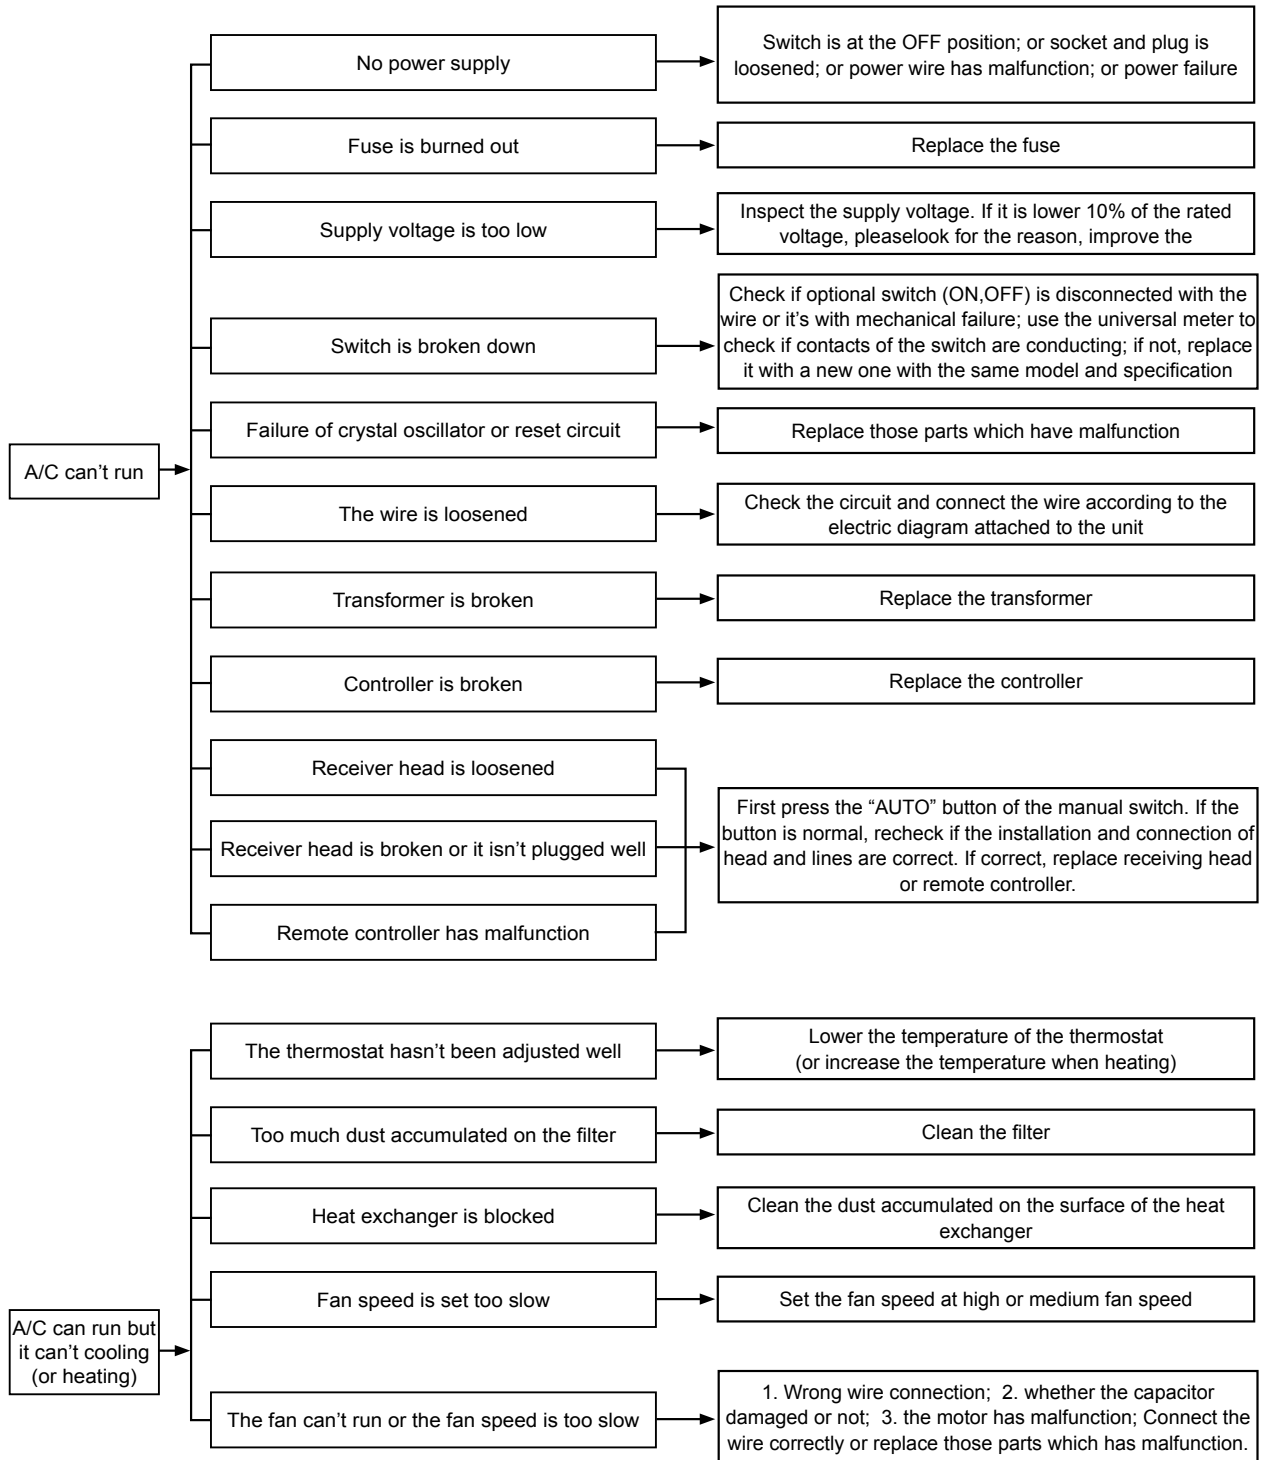 No power supply
Switch is at the OFF position; or socket and plug is
loosened; or power wire has malfunction; or power failure
Fuse is burned out
Replace the fuse
Supply voltage is too low
Inspect the supply voltage. If it is lower 10% of the rated
voltage, pleaselook for the reason, improve the
Switch is broken down
Check if optional switch (ON,OFF) is disconnected with the
wire or it's with mechanical failure; use the universal meter to
check if contacts of the switch are conducting; if not, replace
it with a new one with the same model and specification
Failure of crystal oscillator or reset circuit
Replace those parts which have malfunction
A/C can't run
The wire is loosened
Check the circuit and connect the wire according to the
electric diagram attached to the unit
Transformer is broken
Replace the transformer
Controller is broken
Replace the controller
Receiver head is loosened
Receiver head is broken or it isn't plugged well
Remote controller has malfunction
First press the “AUTO” button of the manual switch. If the
button is normal, recheck if the installation and connection of
head and lines are correct. If correct, replace receiving head
or remote controller.
The thermostat hasn't been adjusted well
Lower the temperature of the thermostat
(or increase the temperature when heating)
Too much dust accumulated on the filter
Clean the filter
Heat exchanger is blocked
Clean the dust accumulated on the surface of the heat
exchanger
Fan speed is set too slow
Set the fan speed at high or medium fan speed
A/C can run but
it can't cooling
(or heating)
The fan can't run or the fan speed is too slow
1. Wrong wire connection; 2. whether the capacitor
damaged or not; 3. the motor has malfunction; Connect the
wire correctly or replace those parts which has malfunction.